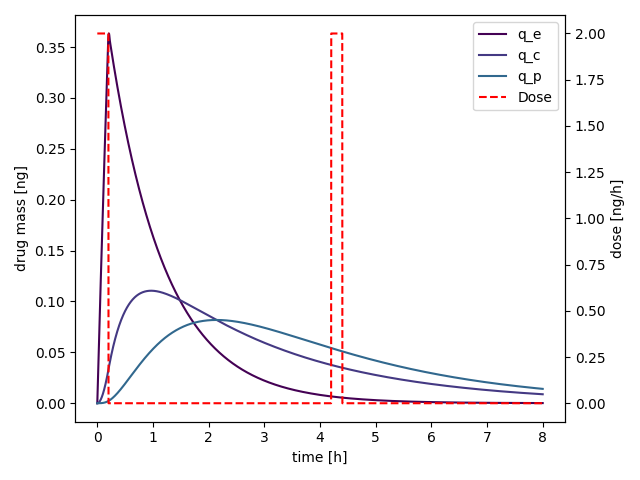 q_e
q_c
q_p
Dose
drug mass [ng]
0.35
0.30
0.25
0.20
0.15
0.10
0.05
0.00
2.00
1.75
1.50
1.25
1.00
0.75
0.50
0.25
0.00
dose [ng/h]
0 1 2 3 4 5 6 7 8
time [h]